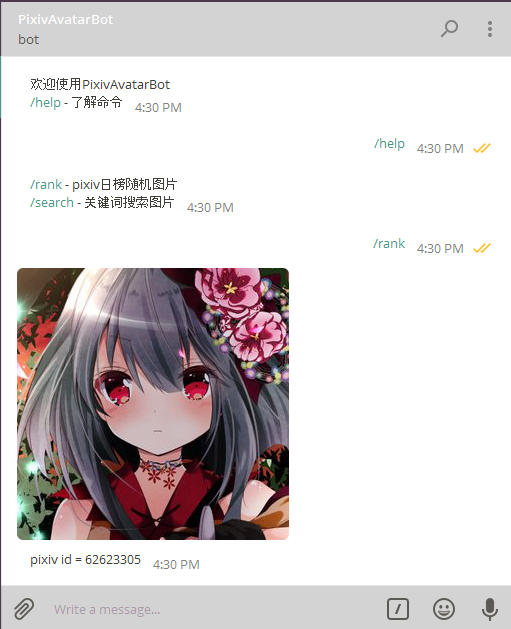 PixivAvatarBot
bot
欢迎使用PixivAvatarBot
/help - 了解命令 4:30 PM
/help 4:30 PM
/rank - pixiv日榜随机图片
/search - 关键词搜索图片 4:30 PM
/rank 4:30 PM
pixiv id = 62623305 4:30 PM
Write a message...